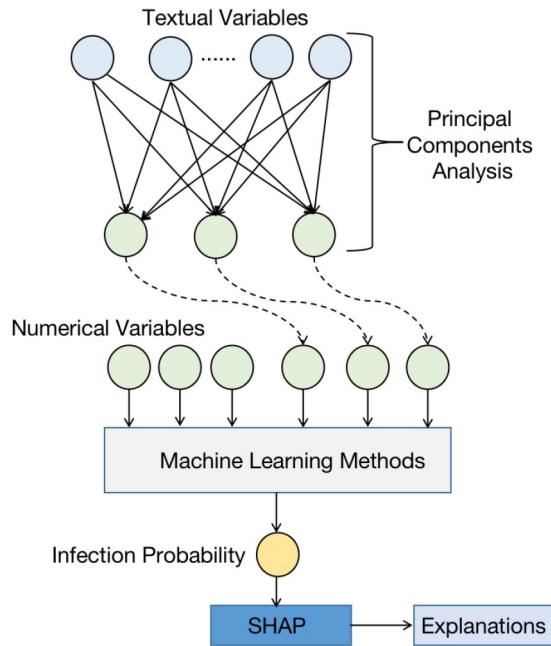 Textual Variables
......
Principal
Components
Analysis
Numerical Variables
Machine Learning Methods
Infection Probability
SHAP
Explanations